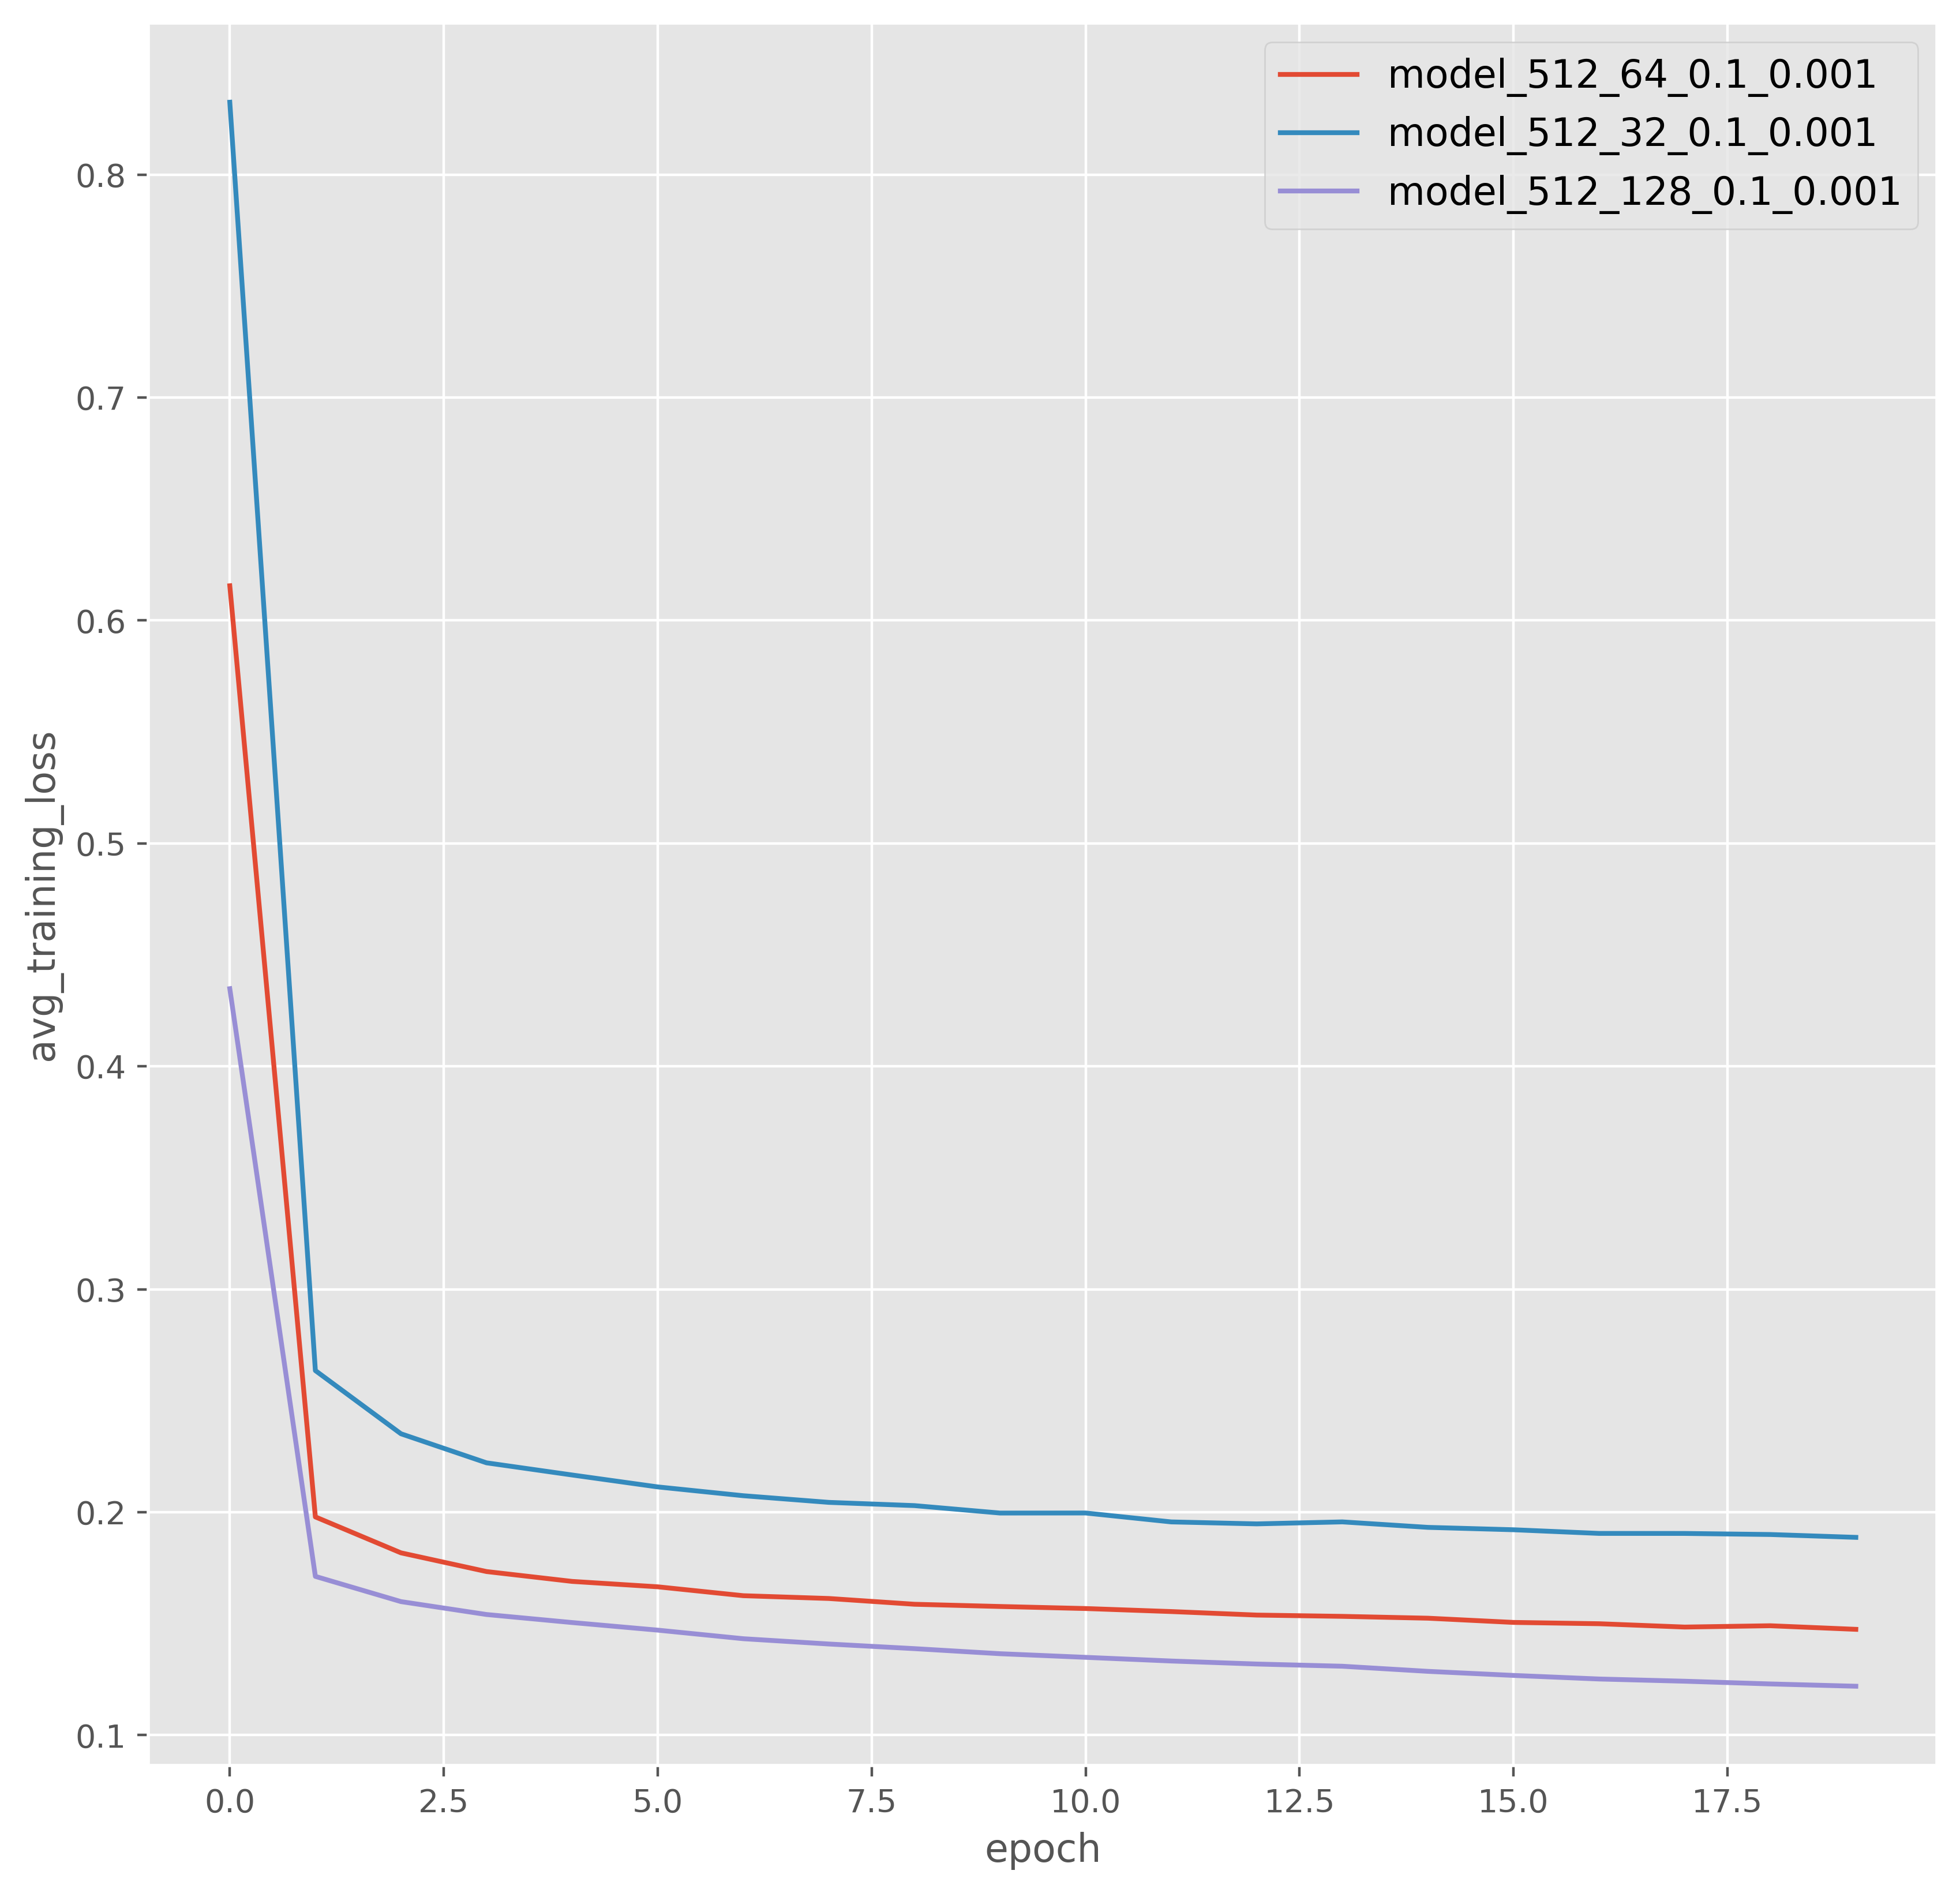 model_512_64_0.1_0.001
model_512_32_0.1_0.001
model_512_128_0.1_0.001
avg_training_loss
0.8
0.7
0.6
0.5
0.4
0.3
0.2
0.1
0.0 2.5 5.0 7.5 10.0 12.5 15.0 17.5
epoch